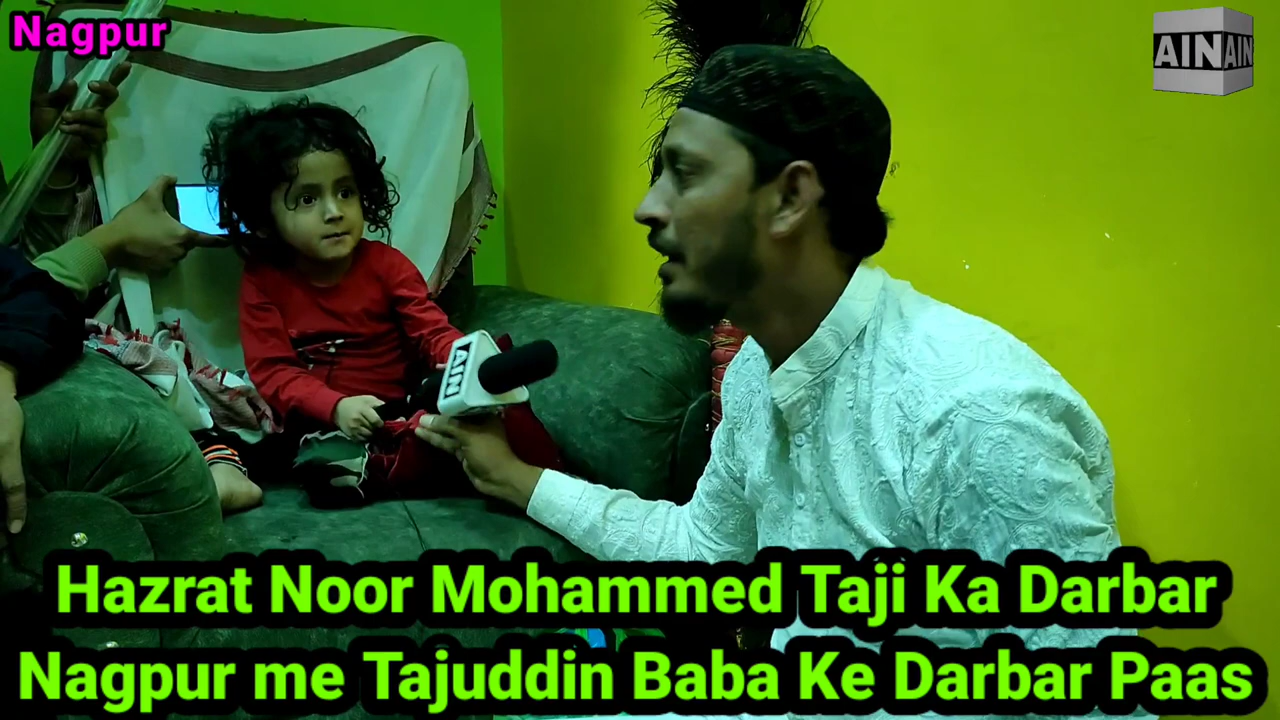 Nagpur
AIN AIN
AIN
Hazrat Noor Mohammed Taji Ka Darbar
Nagpur me Tajuddin Baba Ke Darbar Paas